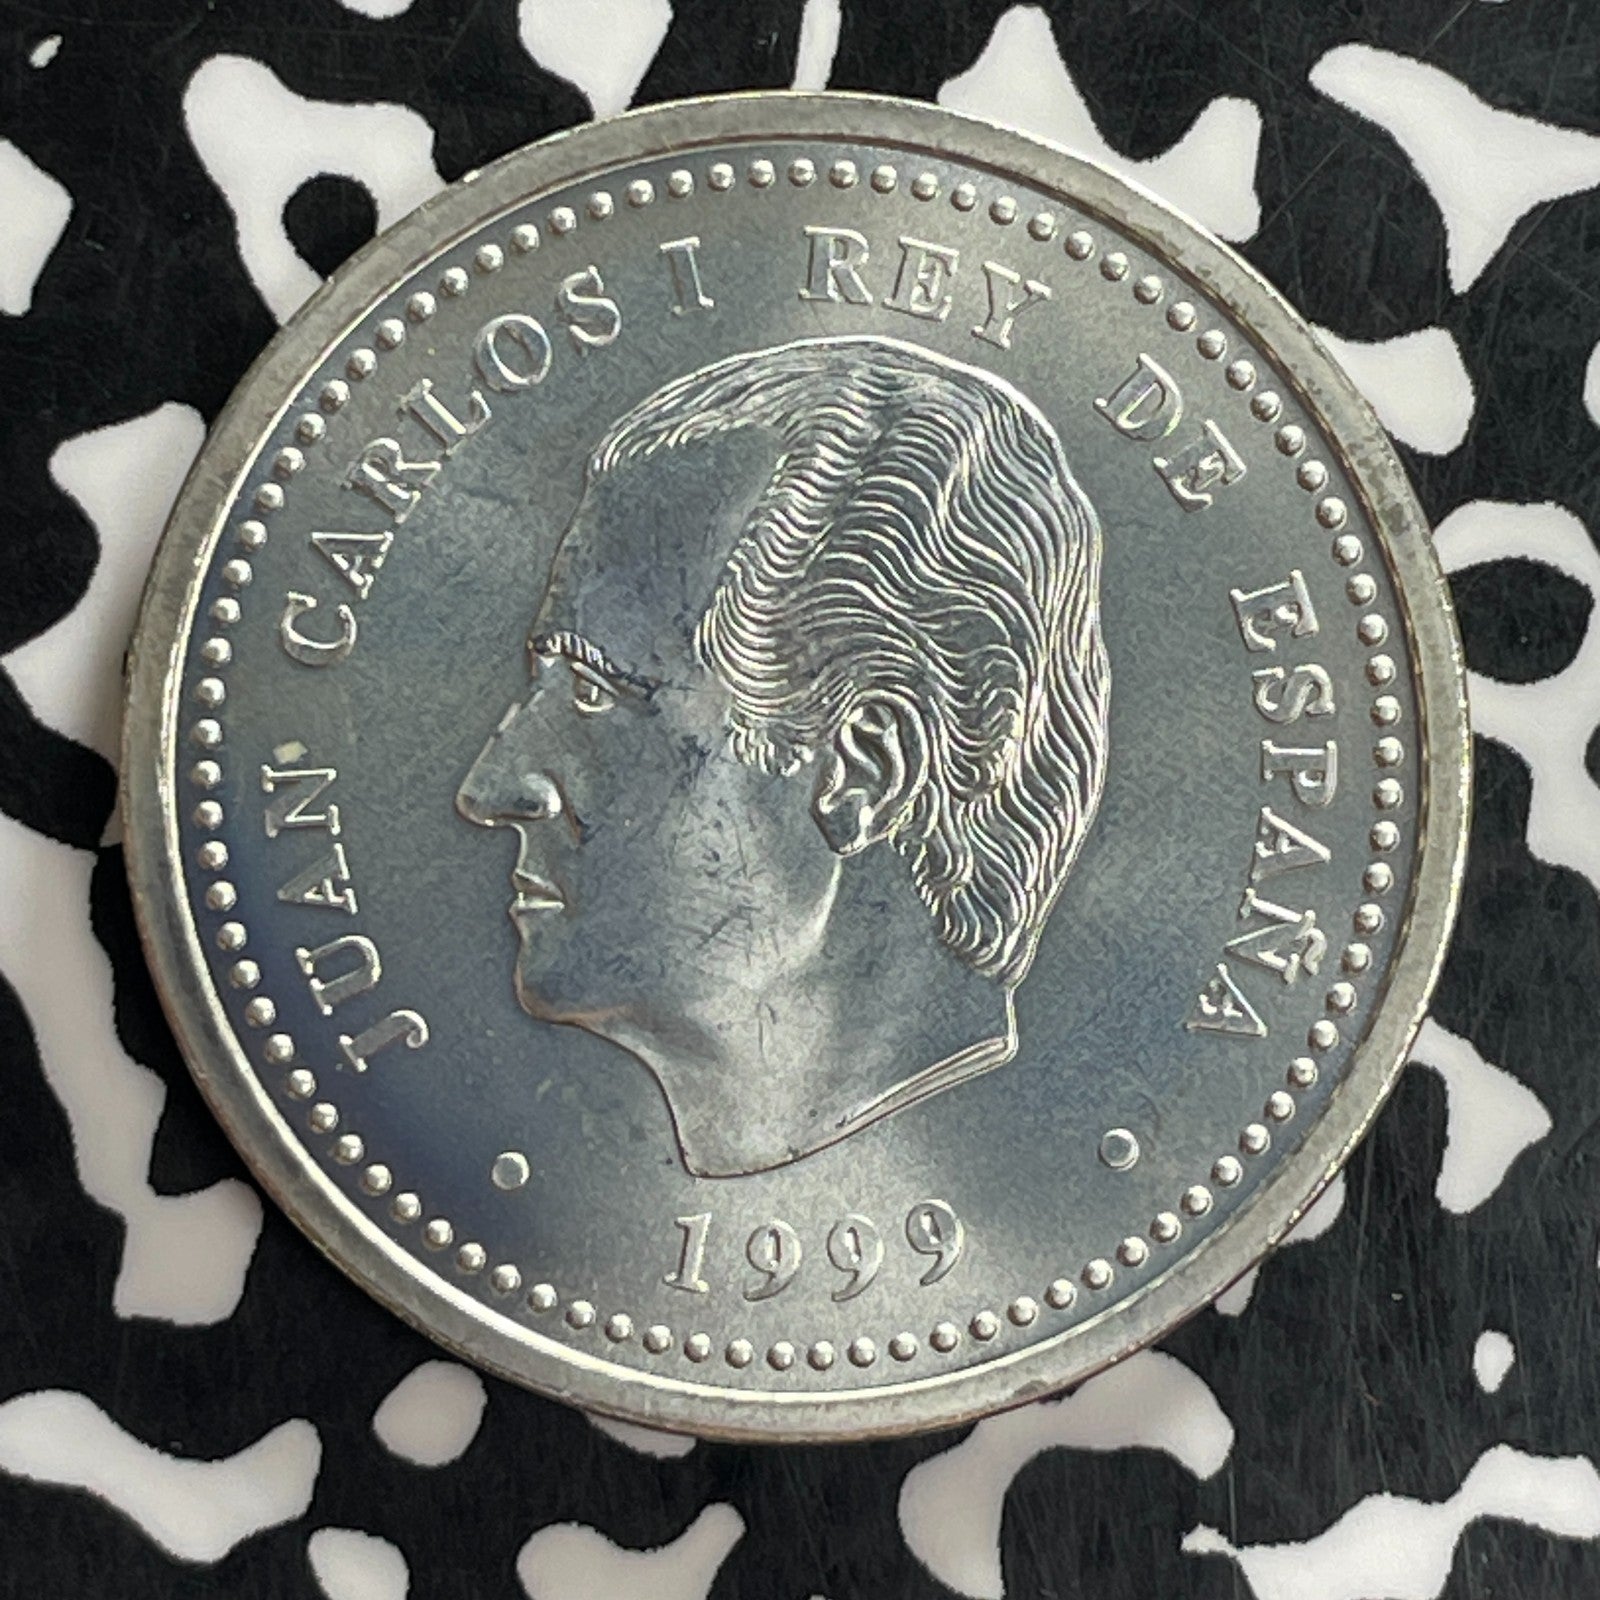 JUAN CARLOS I REY DE ESPAÑA
1999